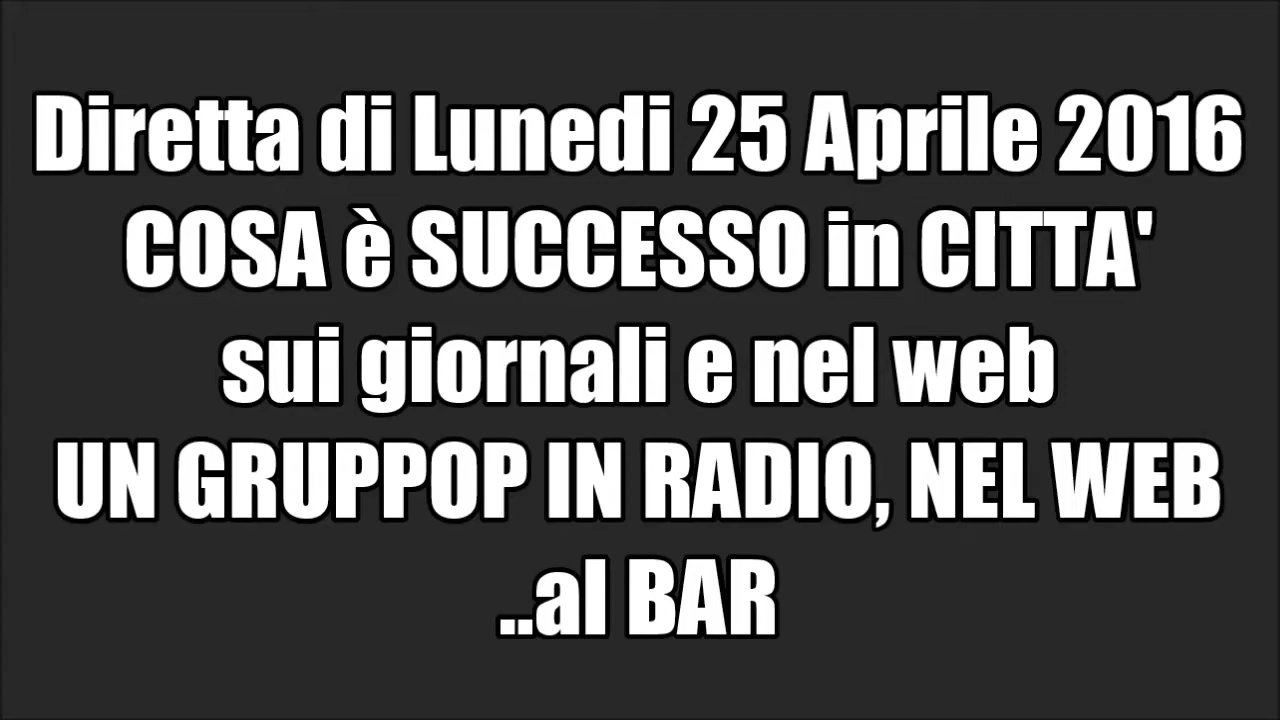 Diretta di Lunedi 25 Aprile 2016
COSA è SUCCESSO in CITTA'
sui giornali e nel web
UN GRUPPOP IN RADIO, NEL WEB
..al BAR